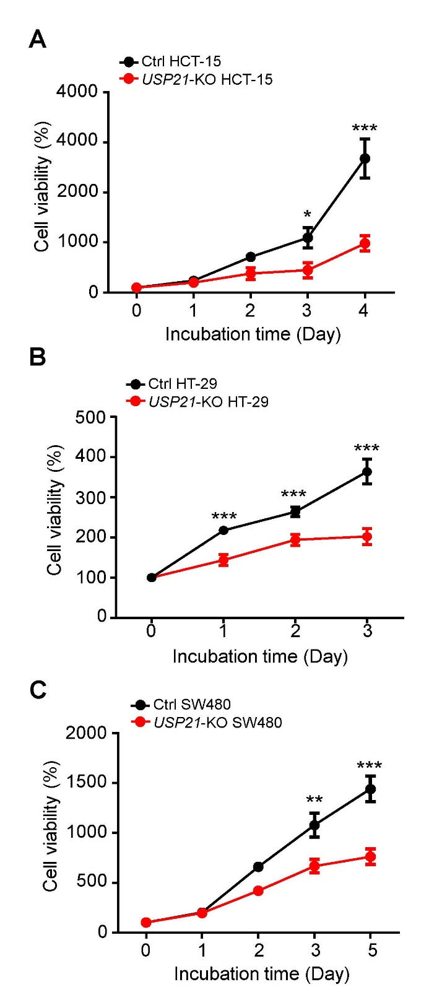 A
Ctrl HCT-15
USP21-KO HCT-15
4000
4000
2000
1000
0
Cell viability (%)
***
*
0 1 2 3 4
Incubation time (Day)
B
Ctrl HT-29
USP21-KO HT-29
500
400
300
200
100
0
Cell viability (%)
***
***
***
0 1 2 3
Incubation time (Day)
C
Ctrl SW480
USP21-KO SW480
2000
1500
1000
500
0
Cell viability (%)
***
**
0 1 2 3 5
Incubation time (Day)